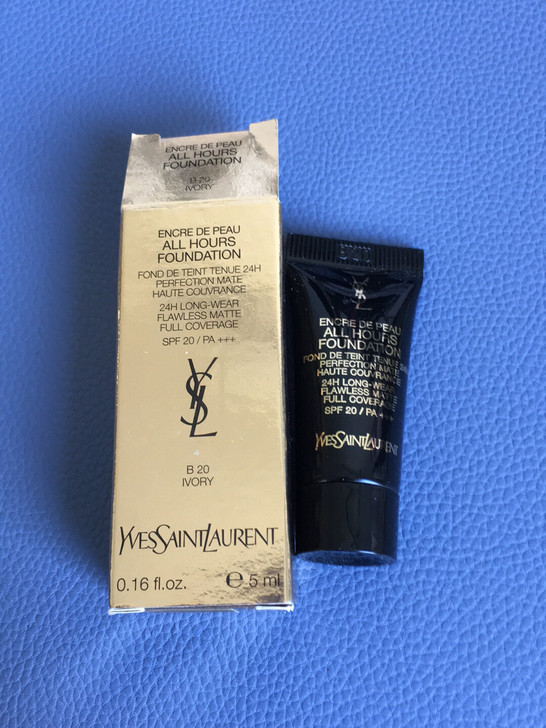 ENCRE DE PEAU
ALL HOURS
FOUNDATION
B 20
IVORY
ENCRE DE PEAU
ALL HOURS
FOUNDATION
FOND DE TEINT TENUE 24H
PERFECTION MATE
HAUTE COUVRANCE
24H LONG-WEAR
FLAWLESS MATTE
FULL COVERAGE
SPF 20 / PA +++
YSL
B 20
IVORY
YVESSAINTLAURENT
0.16 fl.oz. ℮ 5 ml
YSL
ENCRE DE PEAU
ALL HOURS
FOUNDATION
FOND DE TEINT TENUE 24H
PERFECTION MATE
HAUTE COUVRANCE
24H LONG-WEAR
FLAWLESS MATTE
FULL COVERAGE
SPF 20 / PA +++
YVESSAINTLAURENT